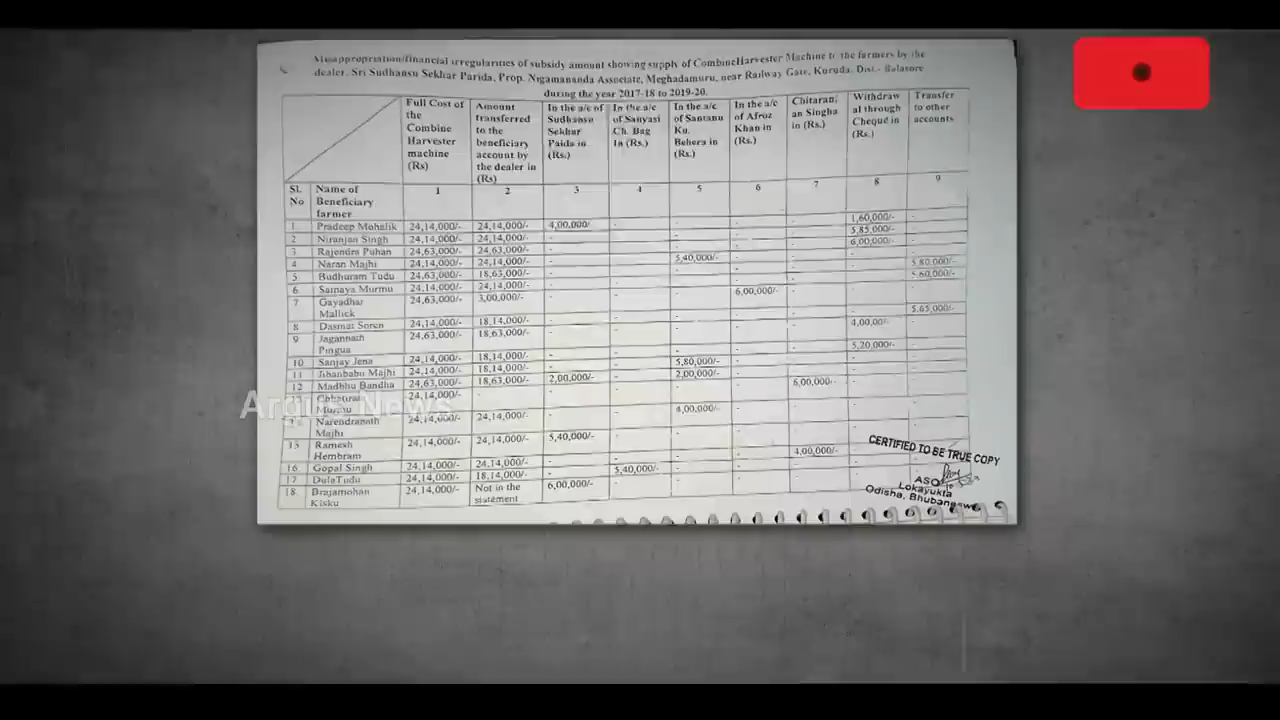 Misappropriation/financial irregularities of subsidy amount showing supply of CombineHarvester Machine to the farmers by the
dealer, Sri Sudhansu Sekhar Parida, Prop. Nigamananda Associate, Meghadamuru, near Railway Gate, Kuruda, Dist.- Balasore
during the year 2017-18 to 2019-20.
Full Cost of the Combine Harvester machine (Rs) Amount transferred to the beneficiary account by the dealer in (Rs) In the a/c of Sudhansu Sekhar Paida in (Rs.) In the a/c of Sanyasi Ch. Bag In (Rs.) In the a/c of Santanu Ku. Behera in (Rs.) In the a/c of Afroz Khan in (Rs.) Chitaranj an Singha in (Rs.) Withdraw al through Cheque in (Rs.) Transfer to other accounts
Sl. No Name of Beneficiary farmer 1 2 3 4 5 6 7 8 9
1 Pradeep Mohalik 24,14,000/- 24,14,000/- 4,00,000/- - - - - 1,60,000/-
2 Niranjan Singh 24,14,000/- 24,14,000/- - - - - - 5,85,000/-
3 Rajendra Puhan 24,63,000/- 24,63,000/- - - - - - 6,00,000/-
4 Naran Majhi 24,14,000/- 24,14,000/- - - 5,40,000/- - - -
5 Budhuram Tudu 24,63,000/- 18,63,000/- - - - - - - 5,80,000/-
6 Samaya Murmu 24,14,000/- 24,14,000/- - - - - - - 5,60,000/-
7 Gayadhar Mallick 24,63,000/- 3,00,000/- - - - 6,00,000/- - -
8 Dasmat Soren 24,14,000/- 18,14,000/- - - - - - - 5,65,000/-
9 Jagannath Pingua 24,63,000/- 18,63,000/- - - - - - 4,00,00/- -
10 Sanjay Jena 24,14,000/- 18,14,000/- - - - - - 5,20,000/- -
11 Jihanbabu Majhi 24,14,000/- 18,14,000/- - - 5,80,000/- - - - -
12 Madhu Bandha 24,63,000/- 18,63,000/- 2,00,000/- - 2,00,000/- - - - -
Murmu 24,14,000/- - - - - - 6,00,000/- - -
Narendranath Majhi 24,14,000/- 24,14,000/- - - 4,00,000/- - - - -
15 Ramesh Hembram 24,14,000/- 24,14,000/- 5,40,000/- - - - - -
16. Gopal Singh 24,14,000/- 24,14,000/- - - - - 4,00,000/-
17. DulaTudu 24,14,000/- 18,14,000/- - 5,40,000/- - - -
18. Brajamohan Kisku 24,14,000/- Not in the statement 6,00,000/- - - - -
CERTIFIED TO BE TRUE COPY
ASO
Lokayukta
Odisha, Bhubaneswar
Argus News